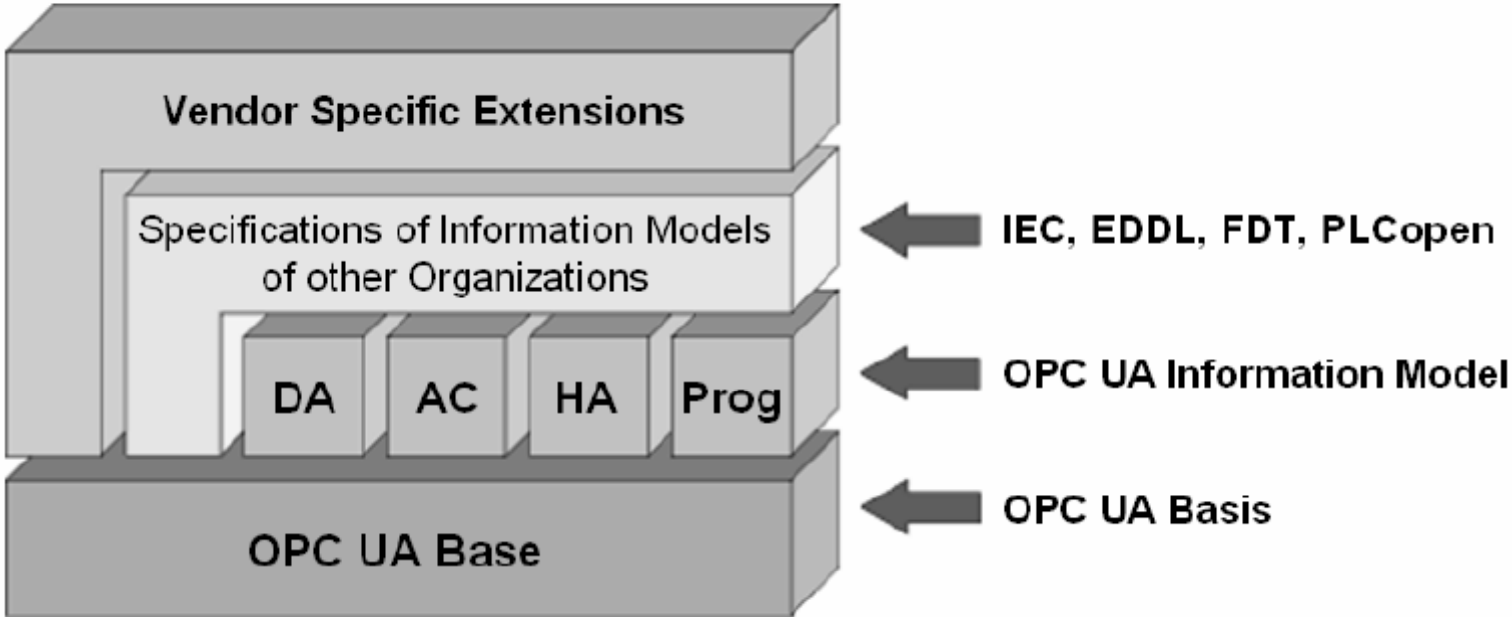 Vendor Specific Extensions
Specifications of Information Models
of other Organizations
IEC, EDDL, FDT, PLCopen
DA AC HA Prog
OPC UA Information Model
OPC UA Basis
OPC UA Base